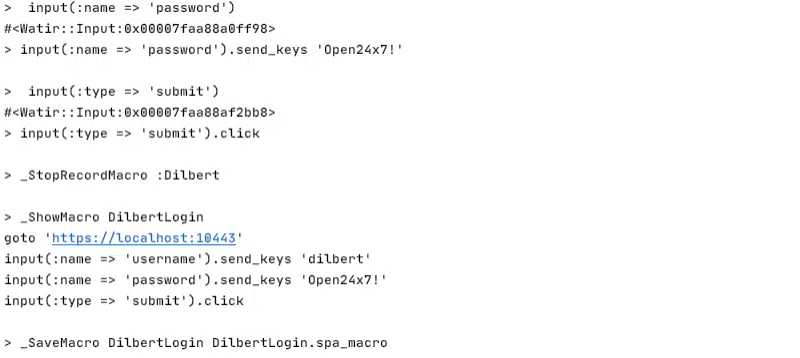 >  input(:name => 'password')
#<Watir::Input:0x00007faa88a0ff98>
> input(:name => 'password').send_keys 'Open24x7!'
>  input(:type => 'submit')
#<Watir::Input:0x00007faa88af2bb8>
> input(:type => 'submit').click
> _StopRecordMacro :Dilbert
> _ShowMacro DilbertLogin
goto 'https://localhost:10443'
input(:name => 'username').send_keys 'dilbert'
input(:name => 'password').send_keys 'Open24x7!'
input(:type => 'submit').click
> _SaveMacro DilbertLogin DilbertLogin.spa_macro